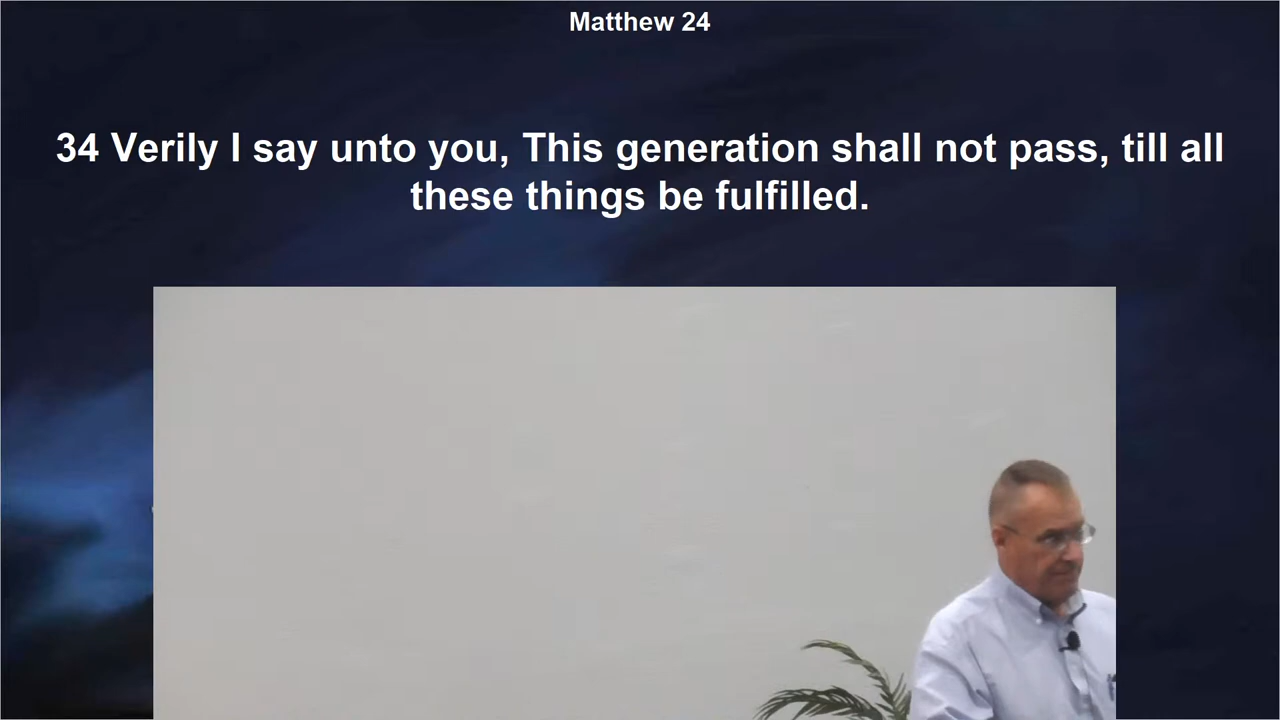 Matthew 24
34 Verily I say unto you, This generation shall not pass, till all
these things be fulfilled.